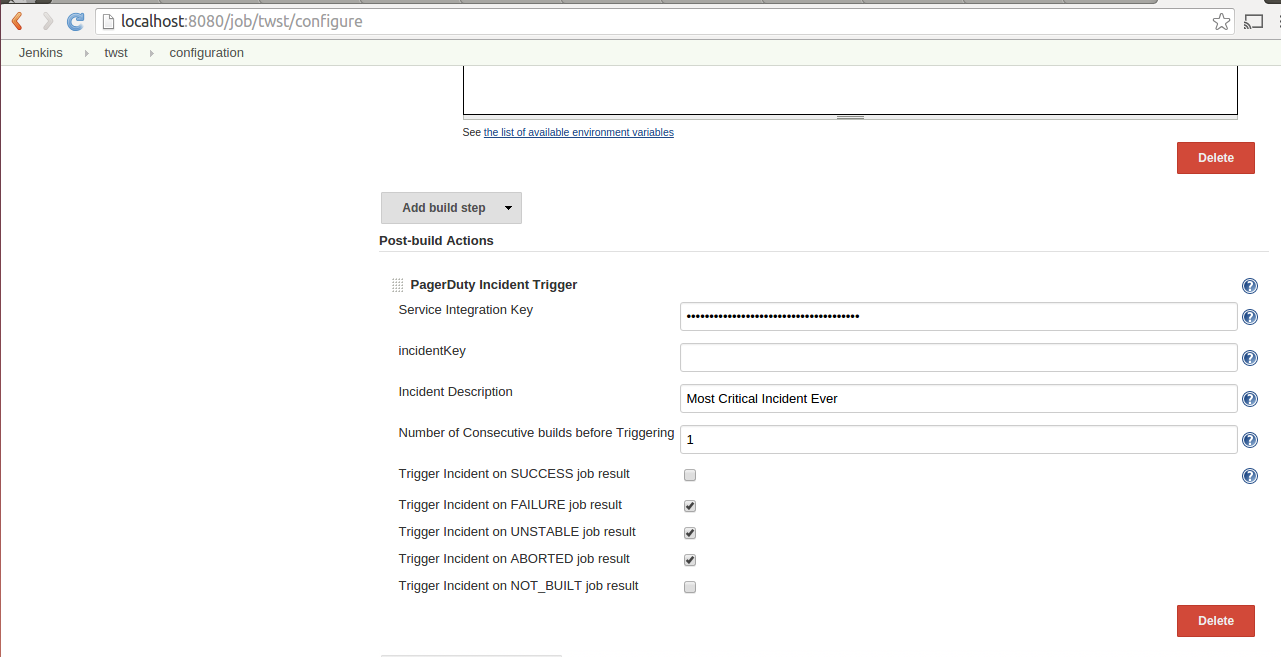 localhost:8080/job/twst/configure
Jenkins twst configuration
See the list of available environment variables
Delete
Add build step
Post-build Actions
PagerDuty Incident Trigger
Service Integration Key
incidentKey
Incident Description Most Critical Incident Ever
Number of Consecutive builds before Triggering 1
Trigger Incident on SUCCESS job result
Trigger Incident on FAILURE job result
Trigger Incident on UNSTABLE job result
Trigger Incident on ABORTED job result
Trigger Incident on NOT_BUILT job result
Delete